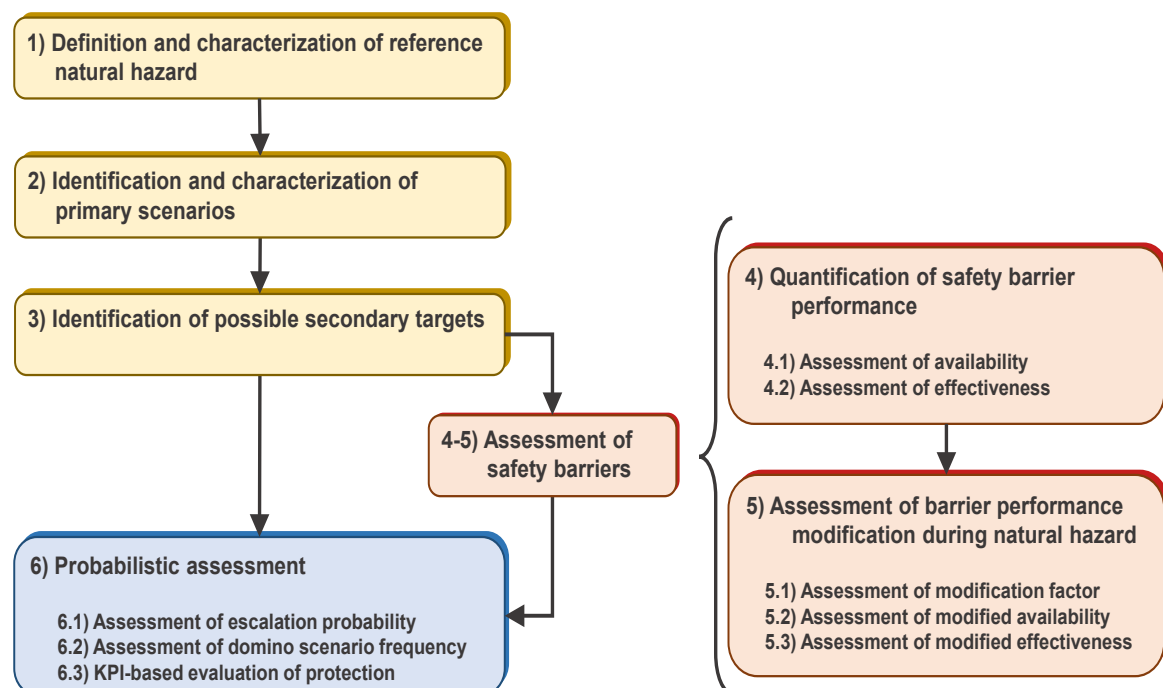 1) Definition and characterization of reference
natural hazard
2) Identification and characterization of
primary scenarios
3) Identification of possible secondary targets
4-5) Assessment of
safety barriers
6) Probabilistic assessment
6.1) Assessment of escalation probability
6.2) Assessment of domino scenario frequency
6.3) KPI-based evaluation of protection
4) Quantification of safety barrier
performance
4.1) Assessment of availability
4.2) Assessment of effectiveness
5) Assessment of barrier performance
modification during natural hazard
5.1) Assessment of modification factor
5.2) Assessment of modified availability
5.3) Assessment of modified effectiveness